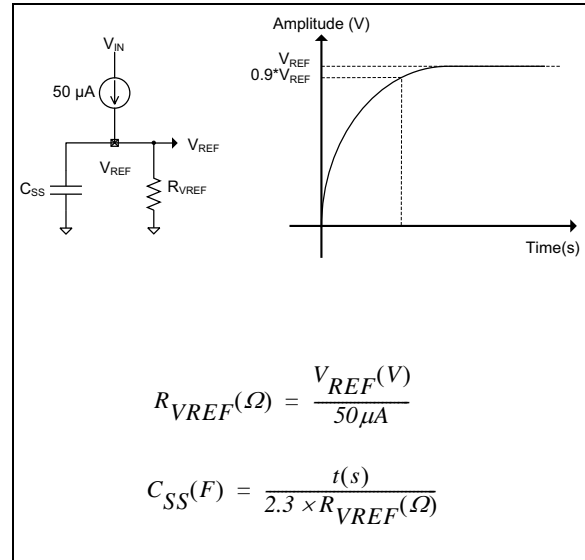 V_IN
50 µA
V_REF
V_REF
C_SS
R_VREF
Amplitude (V)
V_REF
0.9*V_REF
Time(s)
R_VREF(Ω) = V_REF(V) / 50µA
C_SS(F) = t(s) / 2.3 × R_VREF(Ω)